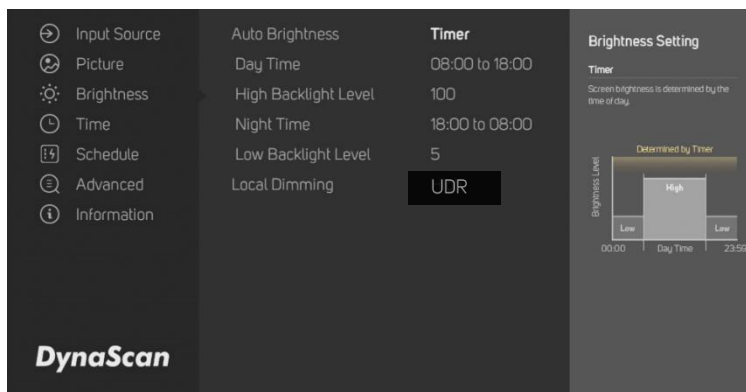 Input Source
Picture
Brightness
Time
Schedule
Advanced
Information
DynaScan
Auto Brightness Timer
Day Time 08:00 to 18:00
High Backlight Level 100
Night Time 18:00 to 08:00
Low Backlight Level 5
Local Dimming UDR
Brightness Setting
Timer
Screen brightness is determined by the
time of day.
Determined by Timer
Brightness Level
High
Low Low
00:00 Day Time 23:59